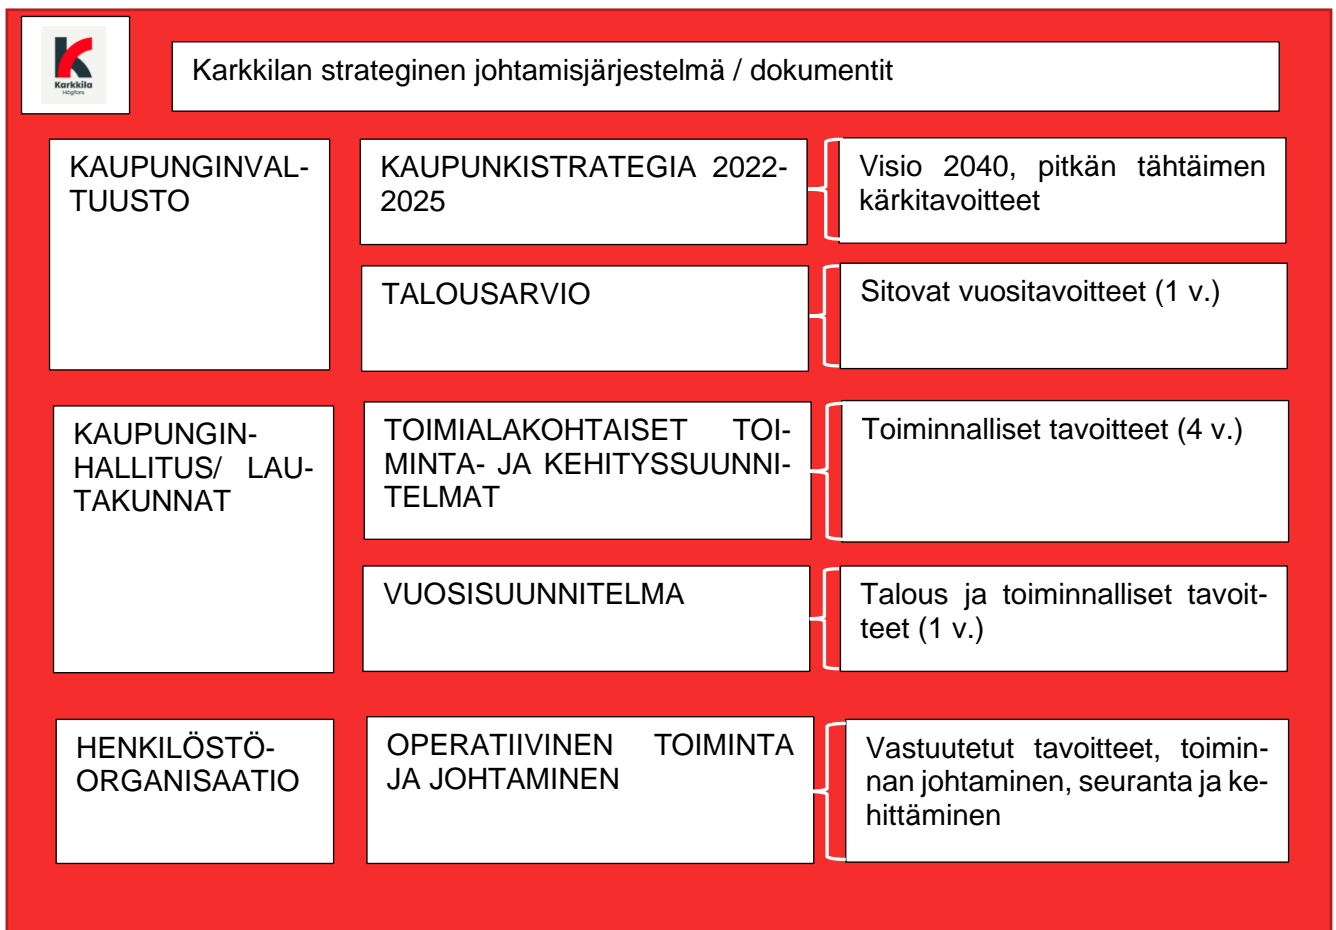 Karkkila
Högfors
Karkkilan strateginen johtamisjärjestelmä / dokumentit
KAUPUNGINVAL-
TUUSTO
KAUPUNKISTRATEGIA 2022-
2025
Visio 2040, pitkän tähtäimen
kärkitavoitteet
TALOUSARVIO
Sitovat vuositavoitteet (1 v.)
KAUPUNGIN-
HALLITUS/ LAU-
TAKUNNAT
TOIMIALAKOHTAISET TOI-
MINTA- JA KEHITYSSUUNNI-
TELMAT
Toiminnalliset tavoitteet (4 v.)
VUOSISUUNNITELMA
Talous ja toiminnalliset tavoit-
teet (1 v.)
HENKILÖSTÖ-
ORGANISAATIO
OPERATIIVINEN TOIMINTA
JA JOHTAMINEN
Vastuutetut tavoitteet, toimin-
nan johtaminen, seuranta ja ke-
hittäminen